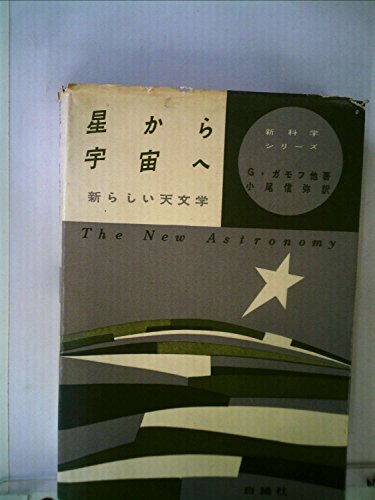 星から
宇宙へ
新らしい天文学
新科学
シリーズ
G・ガモフ他著
小尾信弥訳
The New Astronomy
白揚社